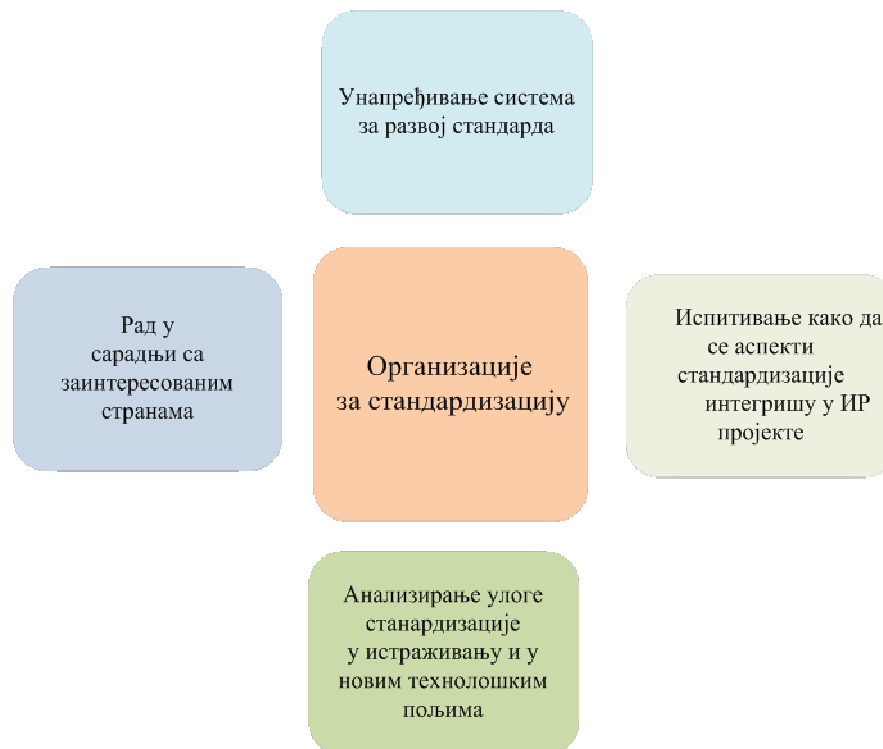 Унапређивање система
за развој стандарда
Рад у
сарадњи са
заинтересованим
странама
Организације
за стандардизацију
Испитивање како да
се аспекти
стандардизације
интегришу у ИР
пројекте
Анализирање улоге
станардизације
у истраживању и у
новим технолошким
пољима